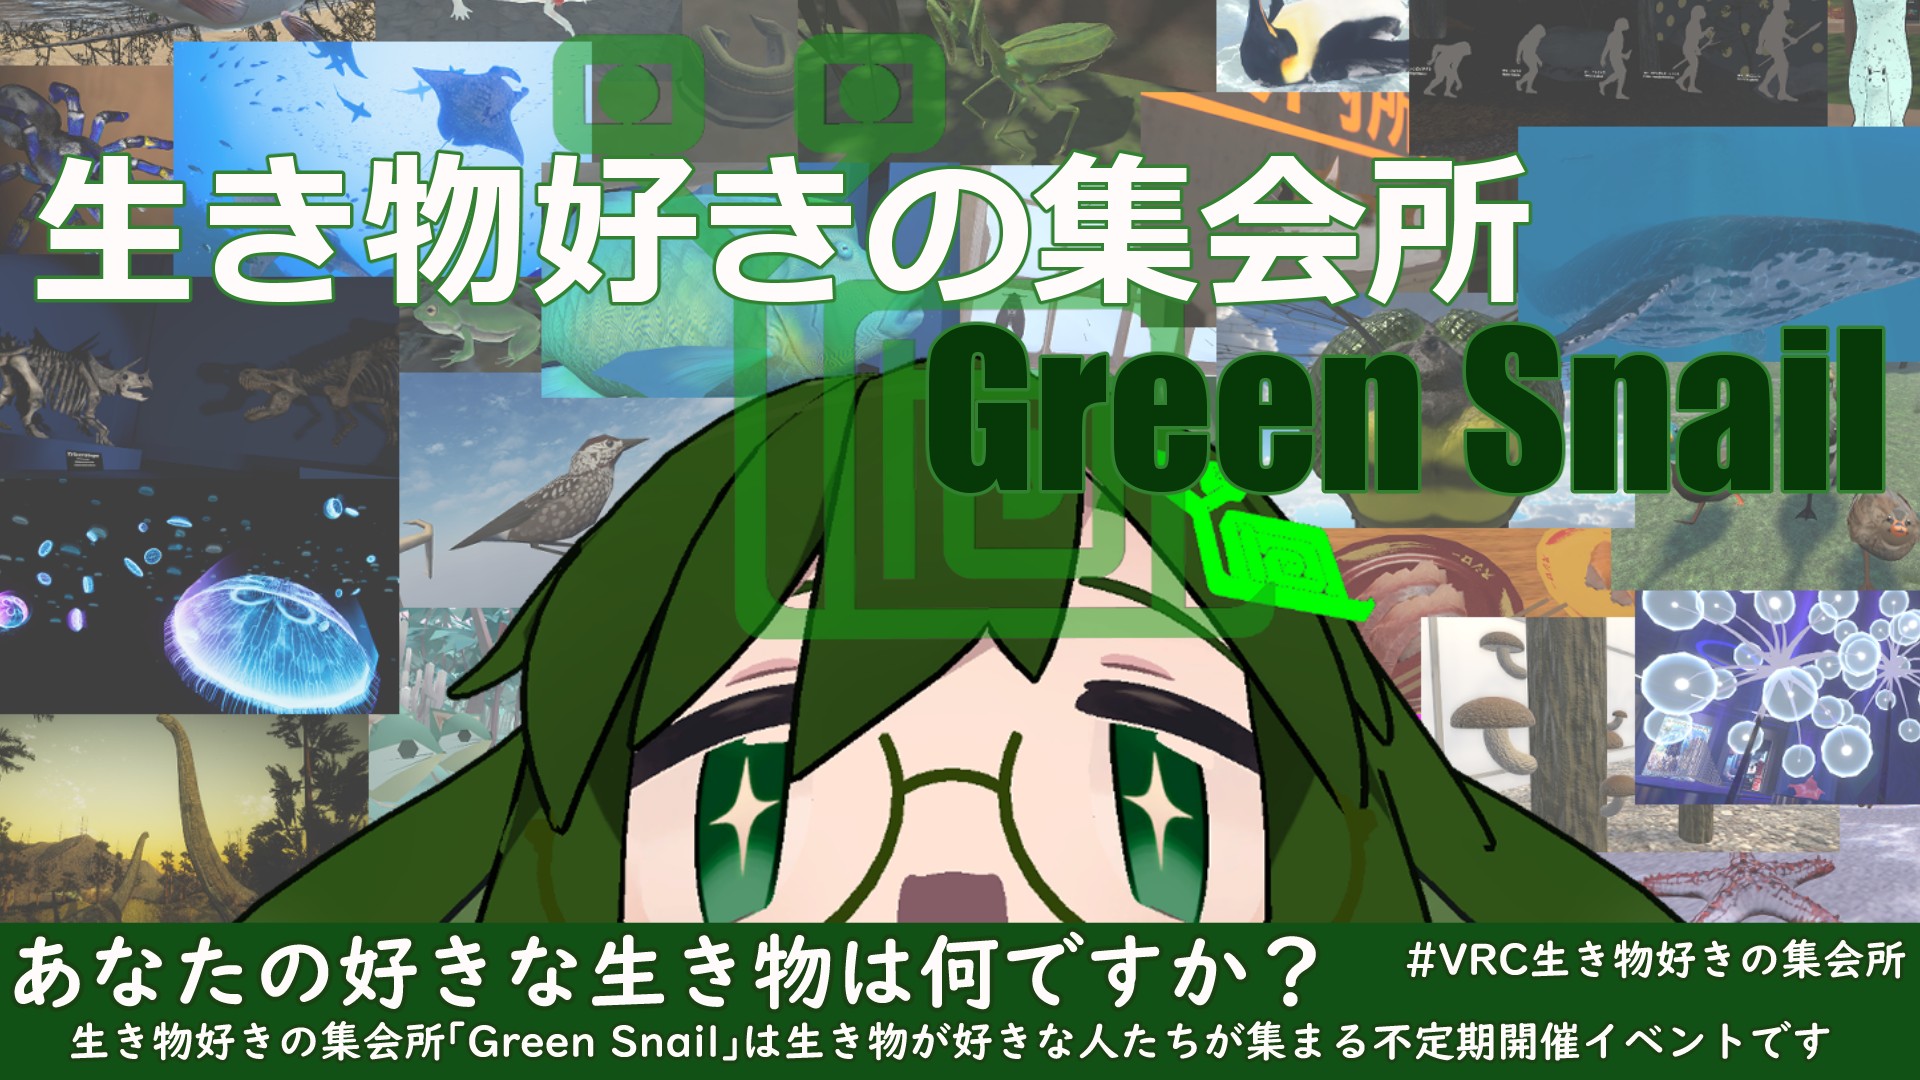 生き物好きの集会所
Green Snail
あなたの好きな生き物は何ですか？
#VRC生き物好きの集会所
生き物好きの集会所「Green Snail」は生き物が好きな人たちが集まる不定期開催イベントです